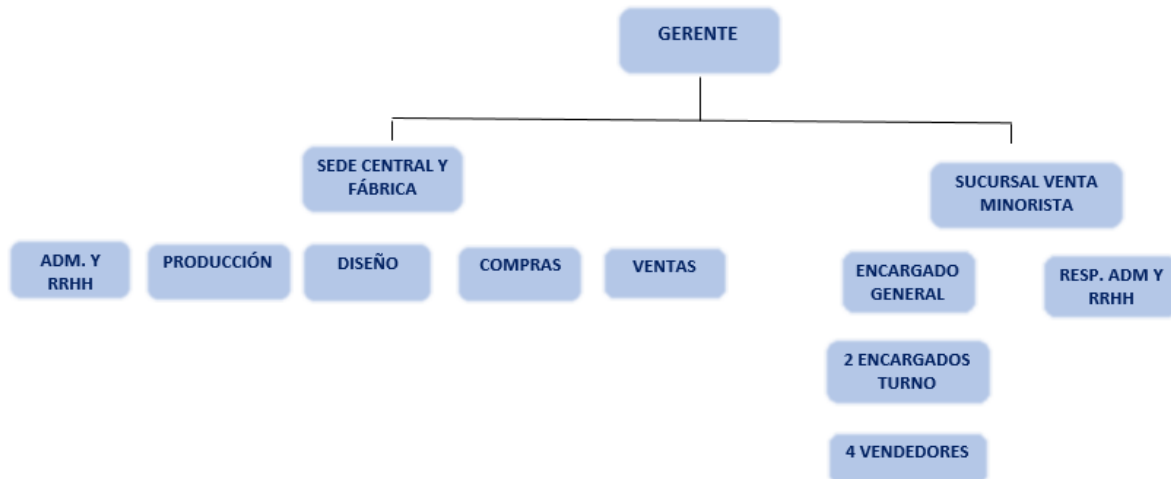 GERENTE
SEDE CENTRAL Y
FÁBRICA
SUCURSAL VENTA
MINORISTA
ADM. Y
RRHH
PRODUCCIÓN
DISEÑO
COMPRAS
VENTAS
ENCARGADO
GENERAL
RESP. ADM Y
RRHH
2 ENCARGADOS
TURNO
4 VENDEDORES